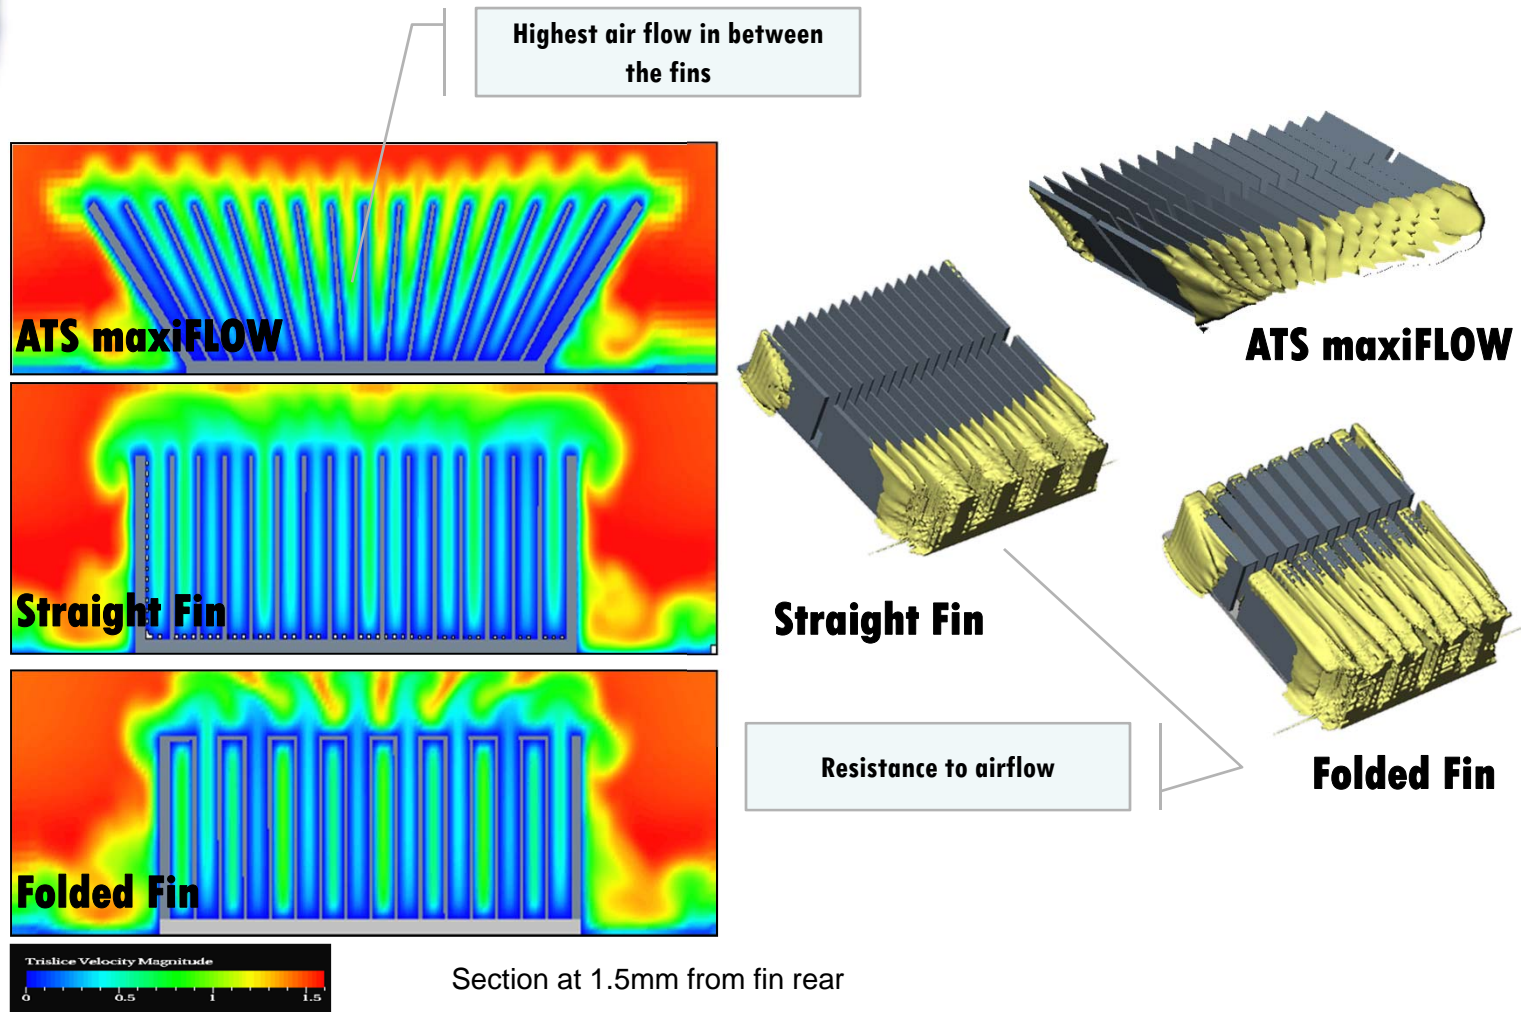 Highest air flow in between
the fins
ATS maxiFLOW
Straight Fin
Folded Fin
Trislice Velocity Magnitude
0 0.5 1 1.5
Section at 1.5mm from fin rear
ATS maxiFLOW
Straight Fin
Resistance to airflow
Folded Fin